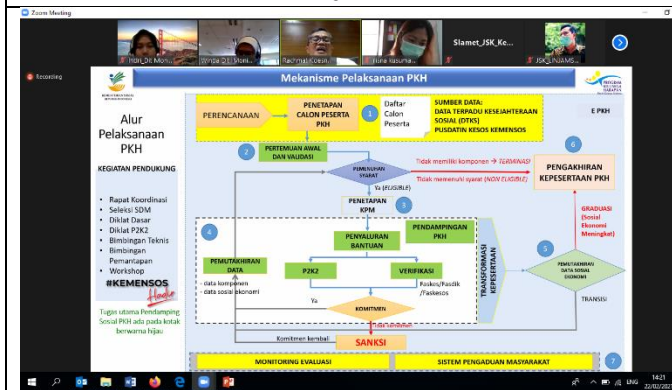 Zoom Meeting
Recording
Slamet_JSK_Ke...
Mekanisme Pelaksanaan PKH
Alur
Pelaksanaan
PKH
KEGIATAN PENDUKUNG
• Rapat Koordinasi
• Seleksi SDM
• Diklat Dasar
• Diklat P2K2
• Bimbingan Teknis
• Bimbingan
Pemantapan
• Workshop
#KEMENSOS
Hadir
Tugas utama Pendamping
Sosial PKH ada pada kotak
berwarna hijau
PERENCANAAN
PENETAPAN
CALON PESERTA
PKH
1
Daftar
Calon
Peserta
SUMBER DATA:
DATA TERPADU KESEJAHTERAAN
SOSIAL (DTKS)
PUSDATIN KESOS KEMENSOS
E PKH
2
PERTEMUAN AWAL
DAN VALIDASI
PEMENUHAN
SYARAT
Tidak memiliki komponen → TERMINASI
Tidak memenuhi syarat (NON ELIGIBLE)
6
PENGAKHIRAN
KEPESERTAAN PKH
Ya (ELIGIBLE)
PENETAPAN
KPM
3
4
PENYALURAN
BANTUAN
PENDAMPINGAN
PKH
PEMUTAKHIRAN
DATA
- data komponen
- data sosial ekonomi
P2K2
VERIFIKASI
Faskes/Fasdik
/Faskesos
Ya
KOMITMEN
Komitmen kembali
SANKSI
TRANSFORMASI
KEPESERTAAN
GRADUASI
(Sosial
Ekonomi
Meningkat)
5
PEMUTAKHIRAN
DATA SOSIAL
EKONOMI
TRANSISI
MONITORING EVALUASI
SISTEM PENGADUAN MASYARAKAT
7
ENG
14:21
22/02/2021